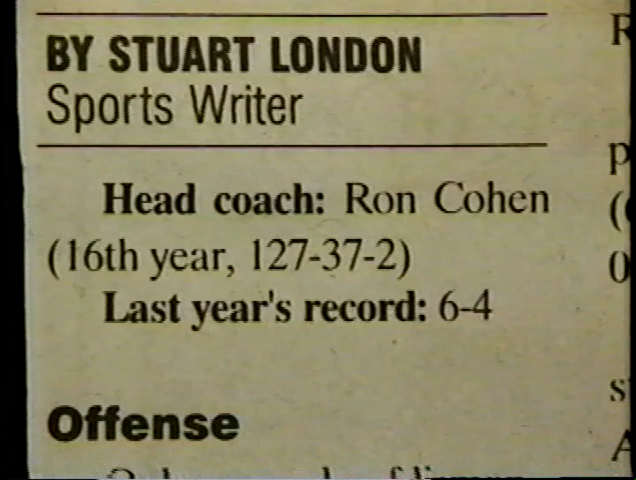 BY STUART LONDON
Sports Writer
Head coach: Ron Cohen
(16th year, 127-37-2)
Last year's record: 6-4
Offense